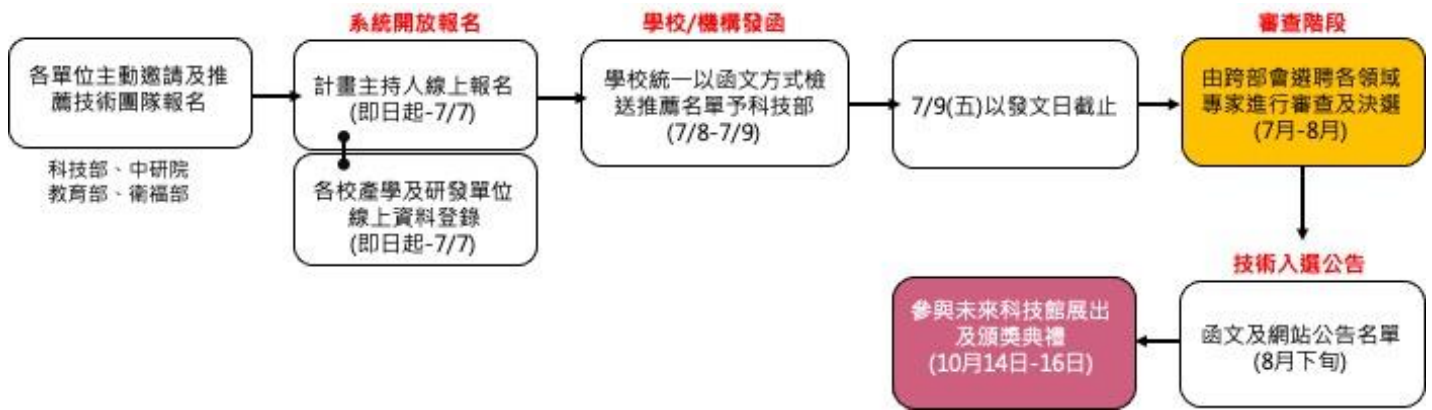 各單位主動邀請及推
薦技術團隊報名
科技部、中研院
教育部、衛福部
系統開放報名
計畫主持人線上報名
(即日起-7/7)
各校產學及研發單位
線上資料登錄
(即日起-7/7)
學校/機構發函
學校統一以函文方式檢
送推薦名單予科技部
(7/8-7/9)
7/9(五)以發文日截止
審查階段
由跨部會遴聘各領域
專家進行審查及決選
(7月-8月)
技術入選公告
函文及網站公告名單
(8月下旬)
參與未來科技館展出
及頒獎典禮
(10月14日-16日)